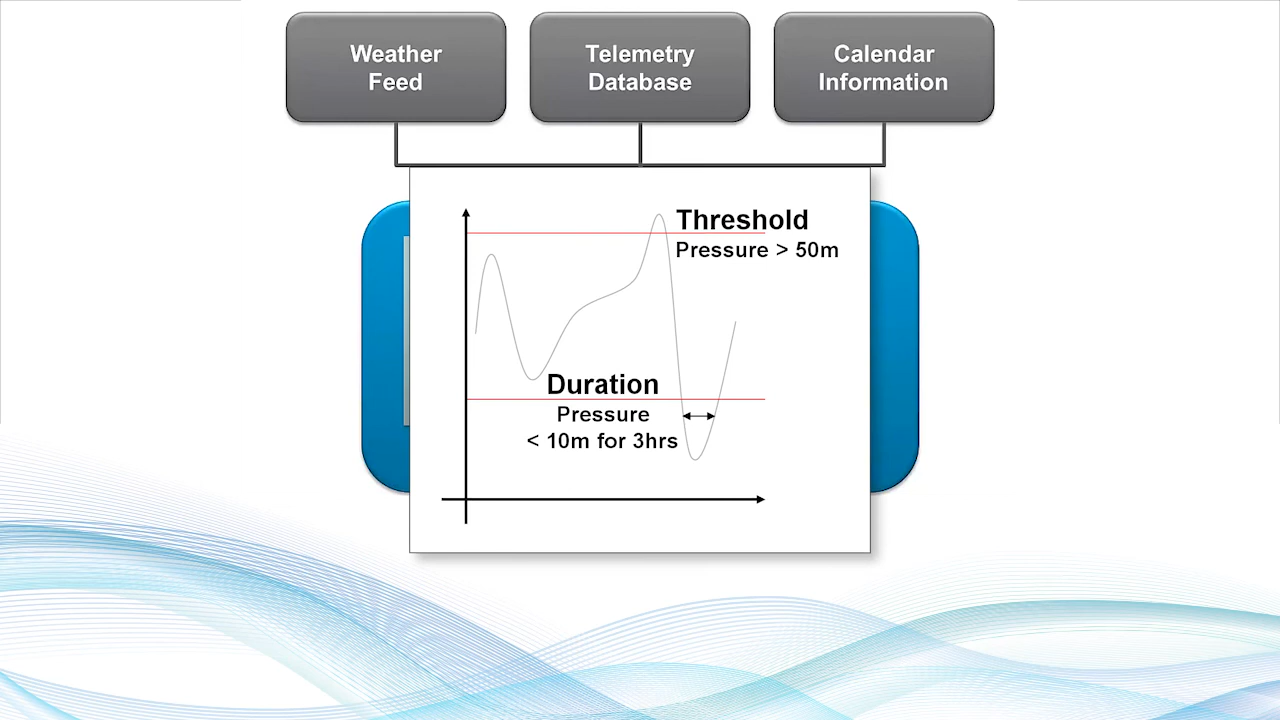 Weather
Feed
Telemetry
Database
Calendar
Information
Threshold
Pressure > 50m
Duration
Pressure
< 10m for 3hrs